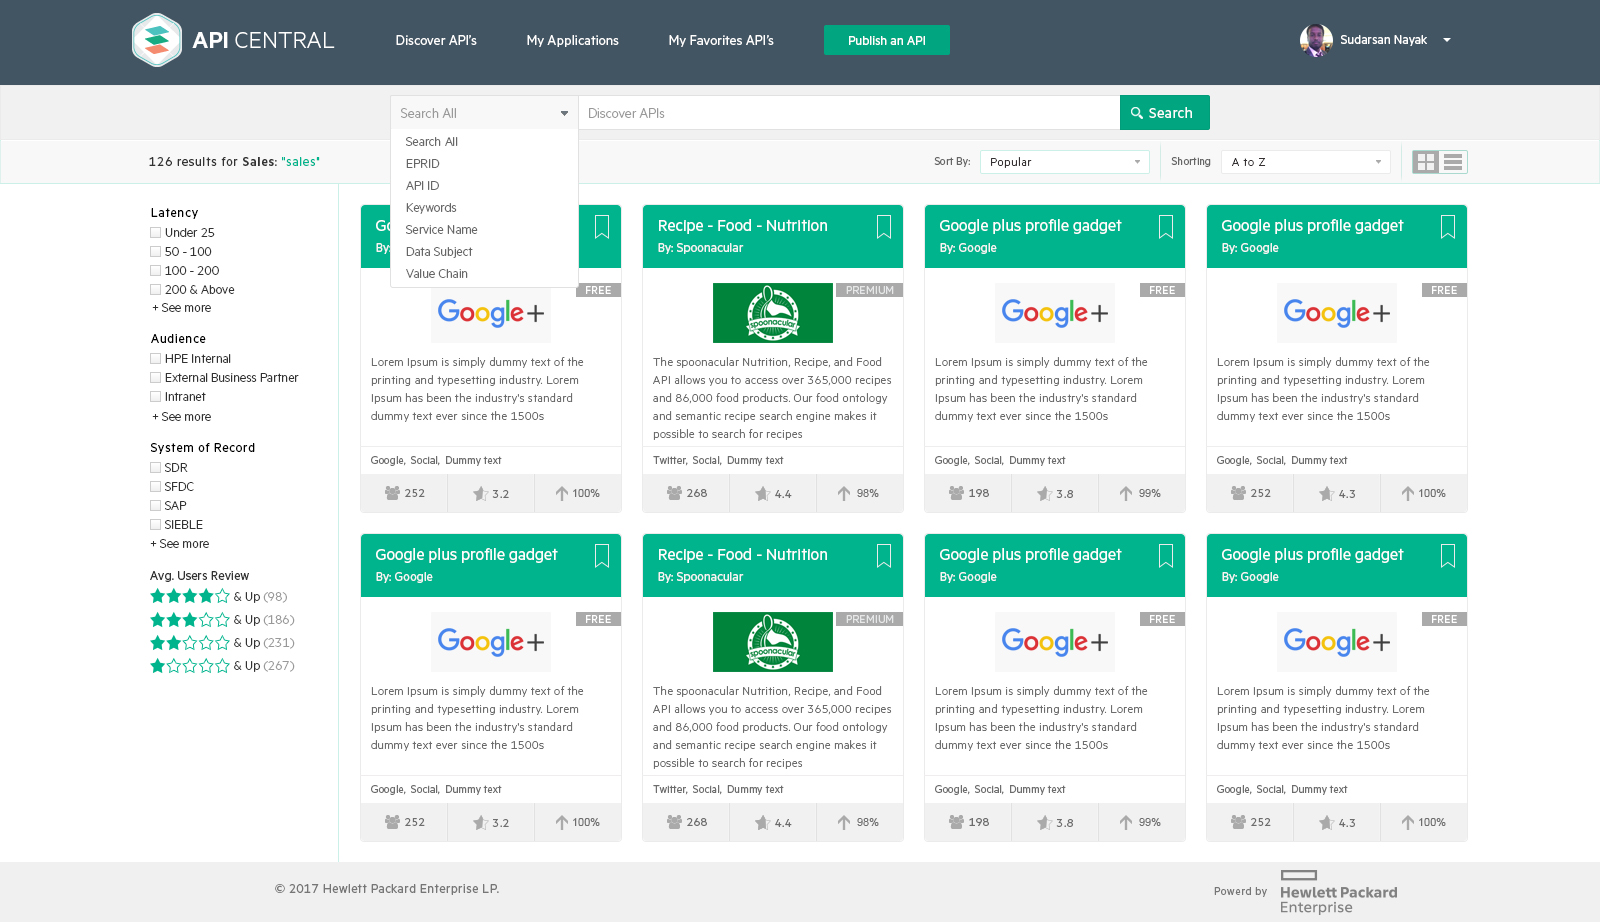 API CENTRAL
Discover API's
My Applications
My Favorites API's
Publish an API
Sudarsan Nayak
Search All
Discover APIs
Search
Search All
EPRID
API ID
Keywords
Service Name
Data Subject
Value Chain
126 results for Sales: "sales"
Sort By:
Popular
Shorting
A to Z
Latency
Under 25
50 - 100
100 - 200
200 & Above
+ See more
Audience
HPE Internal
External Business Partner
Intranet
+ See more
System of Record
SDR
SFDC
SAP
SIEBLE
+ See more
Avg. Users Review
& Up (98)
& Up (186)
& Up (231)
& Up (267)
By:
FREE
Google+
Lorem Ipsum is simply dummy text of the
printing and typesetting industry. Lorem
Ipsum has been the industry's standard
dummy text ever since the 1500s
Google, Social, Dummy text
252
3.2
100%
Recipe - Food - Nutrition
By: Spoonacular
PREMIUM
spoonacular
The spoonacular Nutrition, Recipe, and Food
API allows you to access over 365,000 recipes
and 86,000 food products. Our food ontology
and semantic recipe search engine makes it
possible to search for recipes
Twitter, Social, Dummy text
268
4.4
98%
Google plus profile gadget
By: Google
FREE
Google+
Lorem Ipsum is simply dummy text of the
printing and typesetting industry. Lorem
Ipsum has been the industry's standard
dummy text ever since the 1500s
Google, Social, Dummy text
198
3.8
99%
Google plus profile gadget
By: Google
FREE
Google+
Lorem Ipsum is simply dummy text of the
printing and typesetting industry. Lorem
Ipsum has been the industry's standard
dummy text ever since the 1500s
Google, Social, Dummy text
252
4.3
100%
Google plus profile gadget
By: Google
FREE
Google+
Lorem Ipsum is simply dummy text of the
printing and typesetting industry. Lorem
Ipsum has been the industry's standard
dummy text ever since the 1500s
Google, Social, Dummy text
252
3.2
100%
Recipe - Food - Nutrition
By: Spoonacular
PREMIUM
spoonacular
The spoonacular Nutrition, Recipe, and Food
API allows you to access over 365,000 recipes
and 86,000 food products. Our food ontology
and semantic recipe search engine makes it
possible to search for recipes
Twitter, Social, Dummy text
268
4.4
98%
Google plus profile gadget
By: Google
FREE
Google+
Lorem Ipsum is simply dummy text of the
printing and typesetting industry. Lorem
Ipsum has been the industry's standard
dummy text ever since the 1500s
Google, Social, Dummy text
198
3.8
99%
Google plus profile gadget
By: Google
FREE
Google+
Lorem Ipsum is simply dummy text of the
printing and typesetting industry. Lorem
Ipsum has been the industry's standard
dummy text ever since the 1500s
Google, Social, Dummy text
252
4.3
100%
© 2017 Hewlett Packard Enterprise LP.
Powerd by
Hewlett Packard
Enterprise